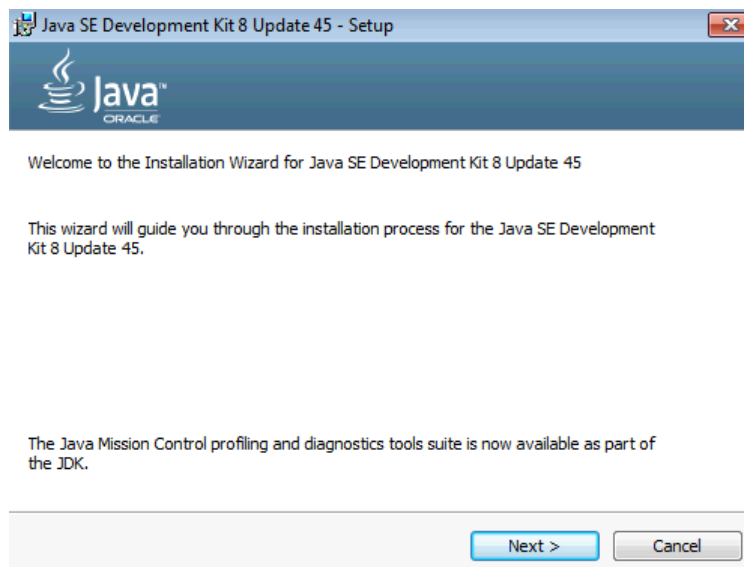 Java SE Development Kit 8 Update 45 - Setup
Java™
ORACLE
Welcome to the Installation Wizard for Java SE Development Kit 8 Update 45
This wizard will guide you through the installation process for the Java SE Development
Kit 8 Update 45.
The Java Mission Control profiling and diagnostics tools suite is now available as part of
the JDK.
Next >
Cancel